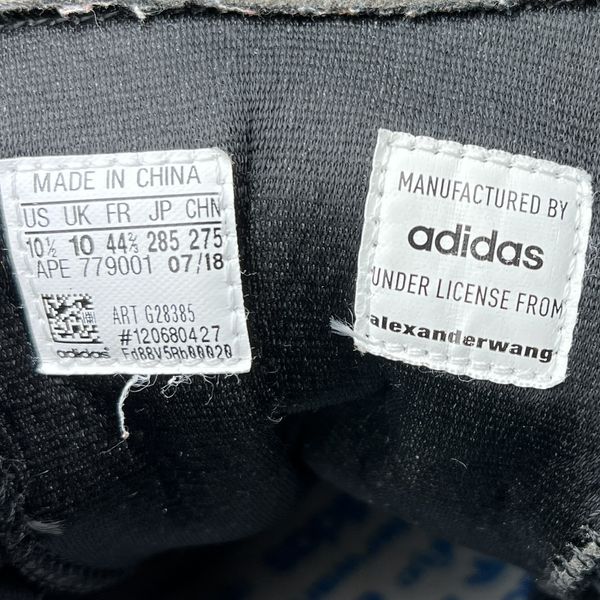 MADE IN CHINA
US UK FR JP CHN
10½ 10 44⅔ 285 275
APE 779001 07/18
ART G28385
#120680427
adidas
MANUFACTURED BY
adidas
UNDER LICENSE FROM
alexanderwang